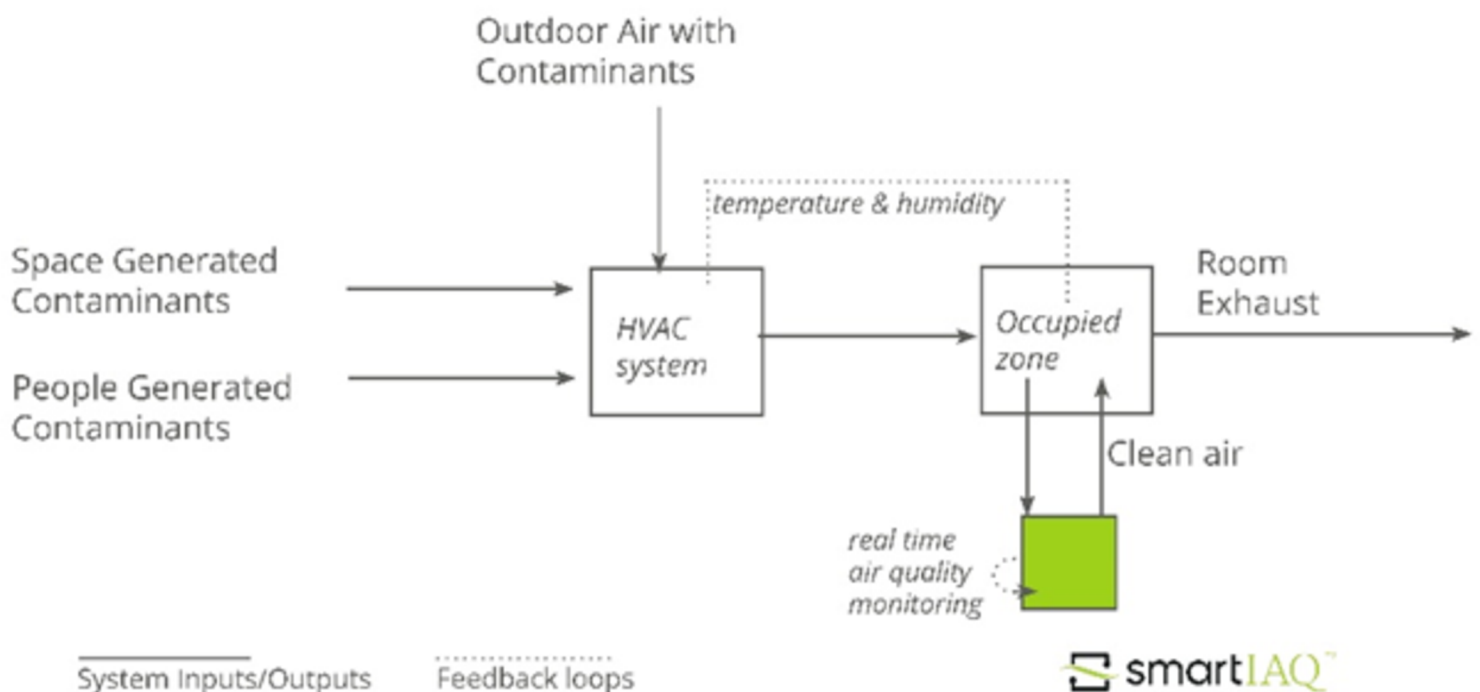 Outdoor Air with
Contaminants
temperature & humidity
Space Generated
Contaminants
Room
Exhaust
HVAC
system
Occupied
zone
People Generated
Contaminants
Clean air
real time
air quality
monitoring
System Inputs/Outputs
Feedback loops
smartIAQ™